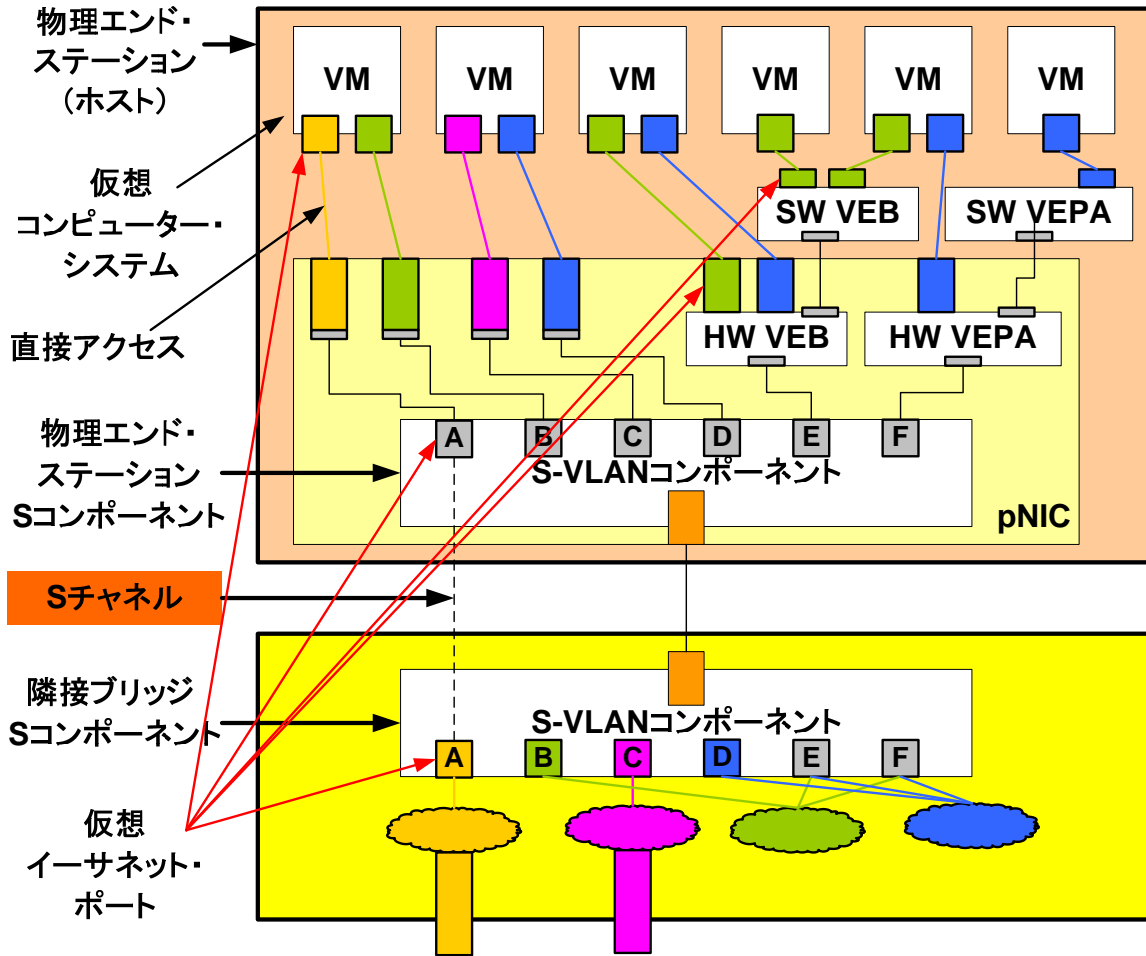 物理エンド・
ステーション
(ホスト)
仮想
コンピューター・
システム
直接アクセス
物理エンド・
ステーション
Sコンポーネント
Sチャネル
隣接ブリッジ
Sコンポーネント
仮想
イーサネット・
ポート
VM VM VM VM VM VM
SW VEB SW VEPA
HW VEB HW VEPA
A B C D E F
S-VLANコンポーネント
pNIC
S-VLANコンポーネント
A B C D E F